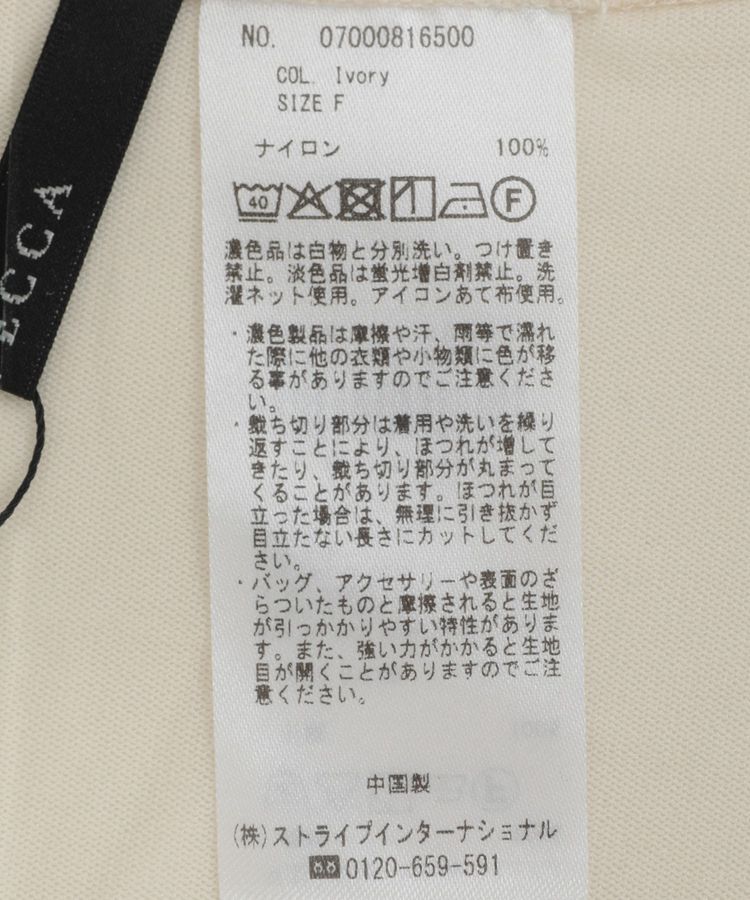 NO. 07000816500
COL. Ivory
SIZE F
ナイロン 100%
40 F
濃色品は白物と分別洗い。つけ置き
禁止。淡色品は蛍光増白剤禁止。洗
濯ネット使用。アイロンあて布使用。
・濃色製品は摩擦や汗、雨等で濡れ
た際に他の衣類や小物類に色が移
る事がありますのでご注意くださ
い。
・裁ち切り部分は着用や洗いを繰り
返すことにより、ほつれが増して
きたり、裁ち切り部分が丸まって
くることがあります。ほつれが目
立った場合は、無理に引き抜かず
目立たない長さにカットしてくだ
さい。
・バッグ、アクセサリーや表面のざ
らついたものと摩擦されると生地
が引っかかりやすい特性がありま
す。また、強い力がかかると生地
目が開くことがありますのでご注
意ください。
中国製
(株)ストライプインターナショナル
0120-659-591
ECCA